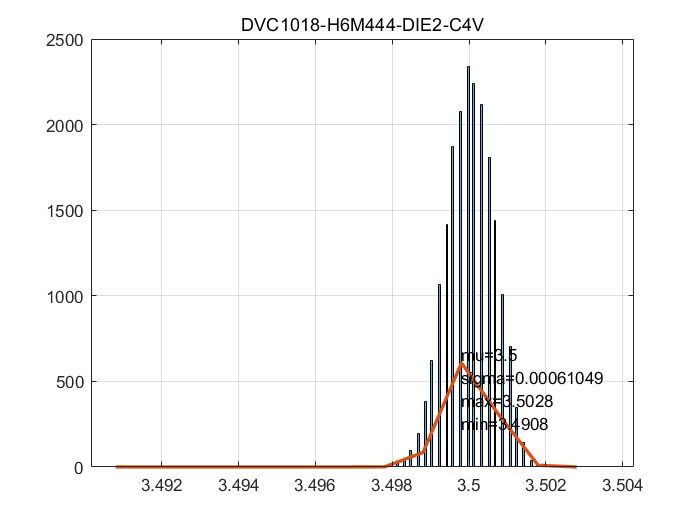 DVC1018-H6M444-DIE2-C4V
2500
2000
1500
1000
500
0
mu=3.5
sigma=0.00061049
max=3.5028
min=3.4908
3.492 3.494 3.496 3.498 3.5 3.502 3.504